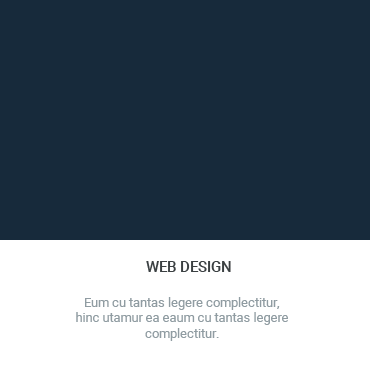 WEB DESIGN
Eum cu tantas legere complectitur,
hinc utamur ea eaum cu tantas legere
complectitur.